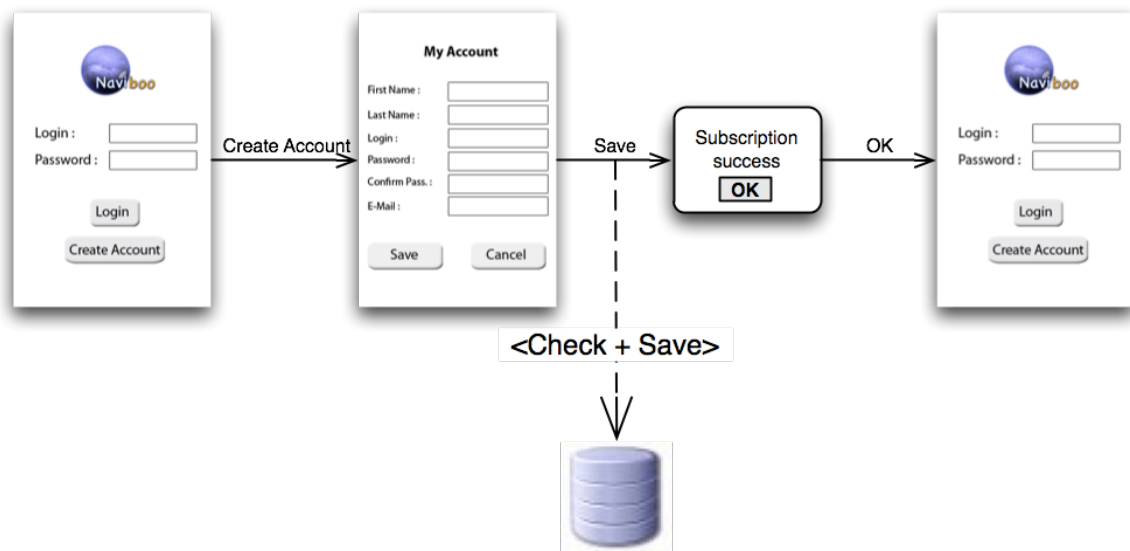 Naviboo
Login :
Password :
Login
Create Account
Create Account
My Account
First Name :
Last Name :
Login :
Password :
Confirm Pass. :
E-Mail :
Save
Cancel
Save
<Check + Save>
Subscription
success
OK
OK
Naviboo
Login :
Password :
Login
Create Account